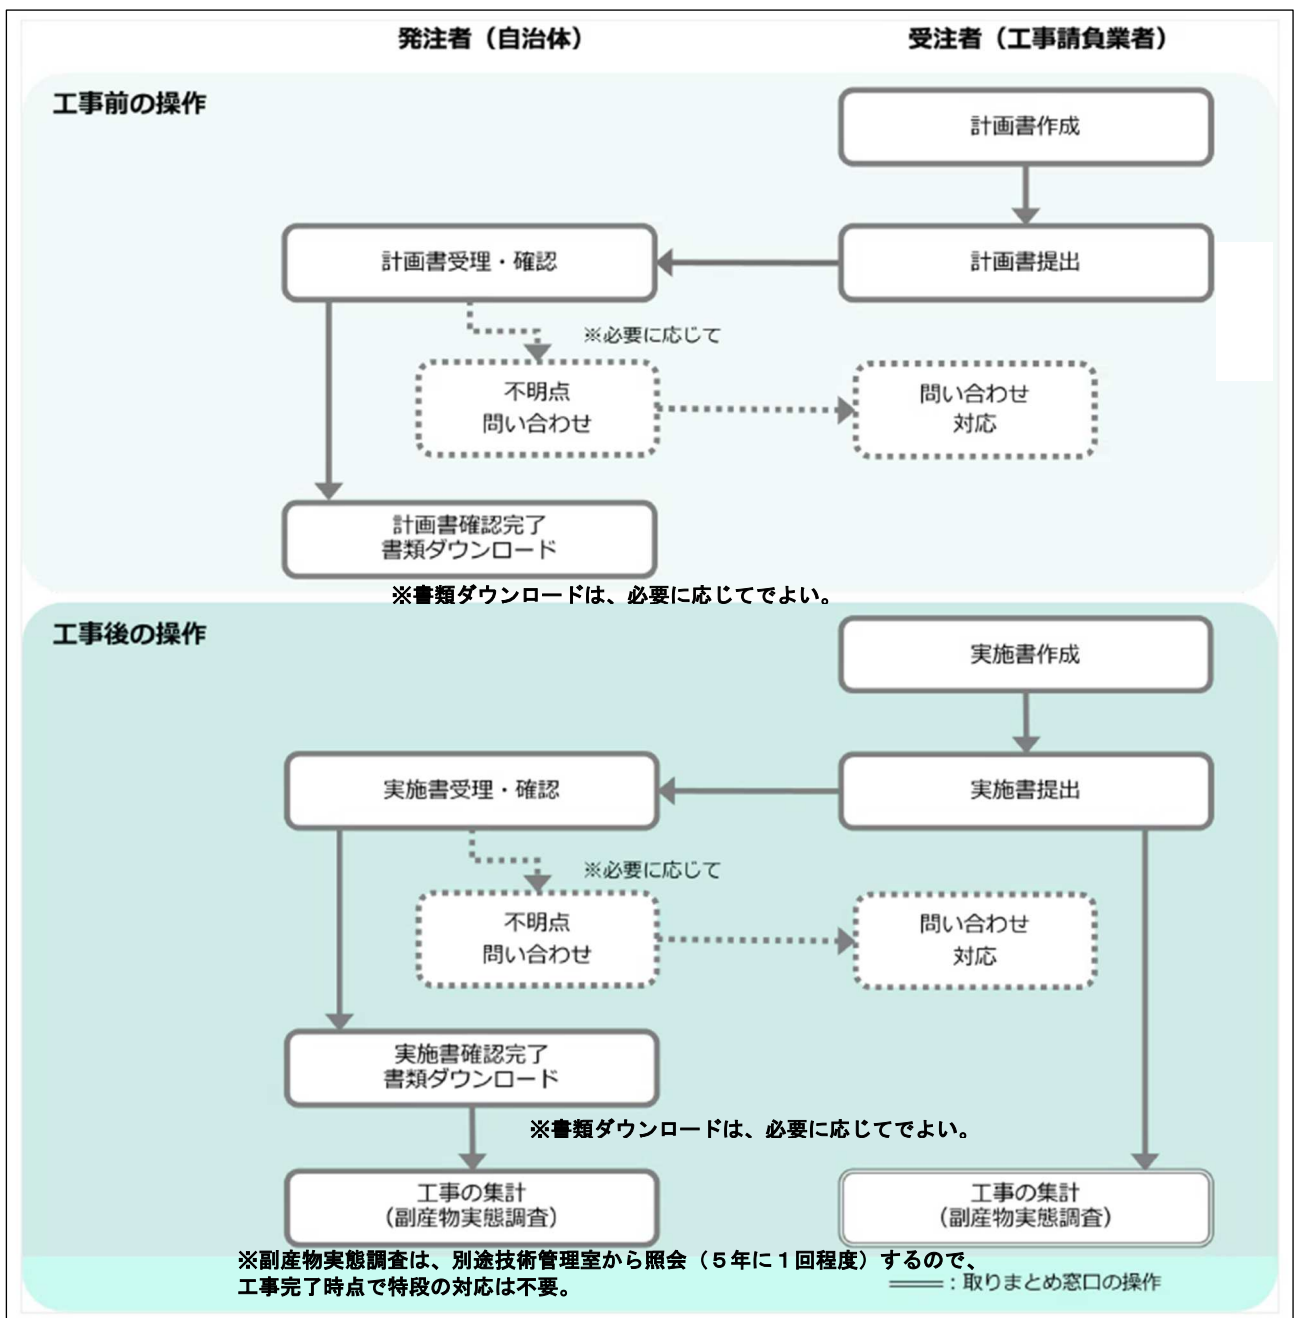 発注者（自治体）
受注者（工事請負業者）
工事前の操作
計画書作成
計画書受理・確認
計画書提出
※必要に応じて
不明点
問い合わせ
問い合わせ
対応
計画書確認完了
書類ダウンロード
※書類ダウンロードは、必要に応じてでよい。
工事後の操作
実施書作成
実施書受理・確認
実施書提出
※必要に応じて
不明点
問い合わせ
問い合わせ
対応
実施書確認完了
書類ダウンロード
※書類ダウンロードは、必要に応じてでよい。
工事の集計
（副産物実態調査）
工事の集計
（副産物実態調査）
※副産物実態調査は、別途技術管理室から照会（５年に１回程度）するので、
工事完了時点で特段の対応は不要。
：取りまとめ窓口の操作